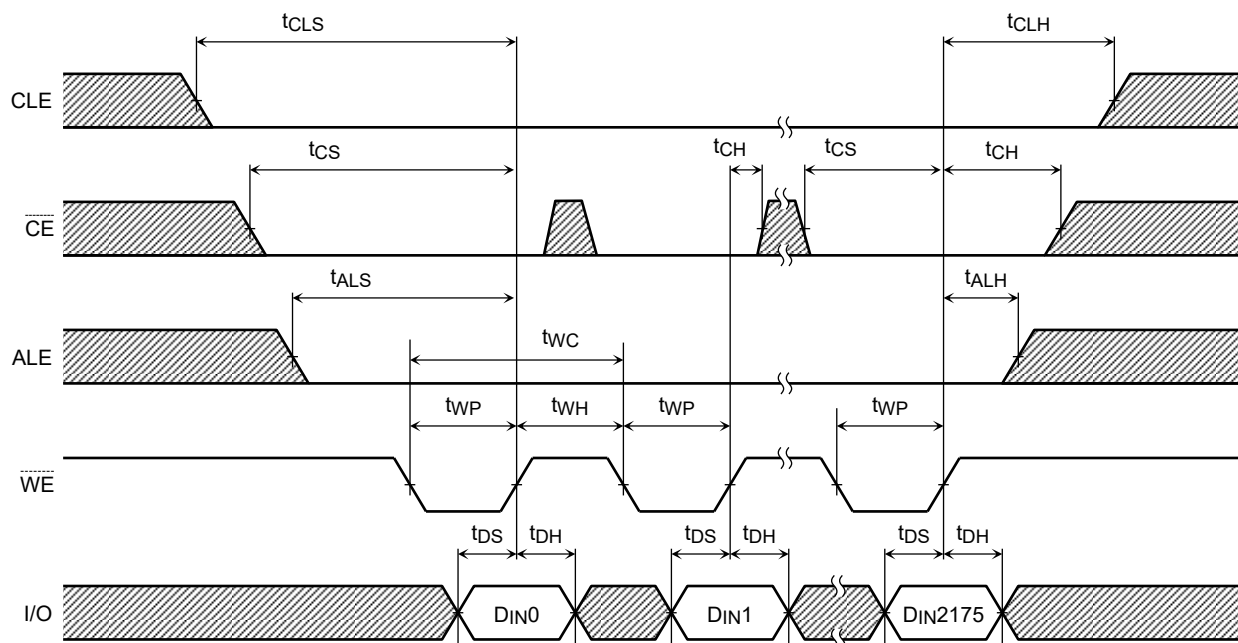 tCLS
tCLH
CLE
tCS
tCH
tCS
tCH
CE
tALS
tALH
tWC
ALE
tWP
tWH
tWP
tWP
WE
tDS
tDH
tDS
tDH
tDS
tDH
I/O
DIN0
DIN1
DIN2175